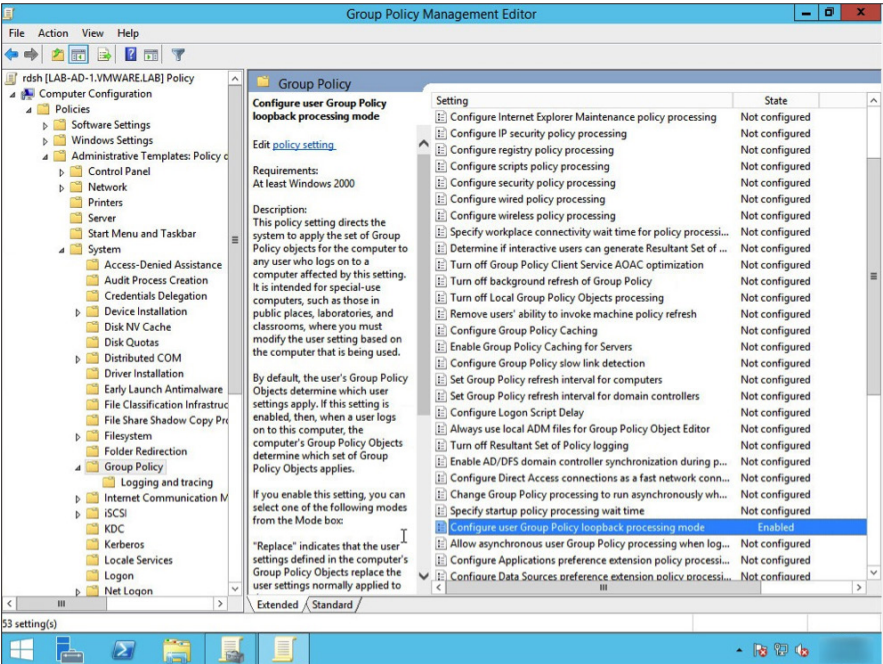 Group Policy Management Editor
File Action View Help
rdsh [LAB-AD-1.VMWARE.LAB] Policy
Computer Configuration
Policies
Software Settings
Windows Settings
Administrative Templates: Policy d
Control Panel
Network
Printers
Server
Start Menu and Taskbar
System
Access-Denied Assistance
Audit Process Creation
Credentials Delegation
Device Installation
Disk NV Cache
Disk Quotas
Distributed COM
Driver Installation
Early Launch Antimalware
File Classification Infrastruc
File Share Shadow Copy Pro
Filesystem
Folder Redirection
Group Policy
Logging and tracing
Internet Communication M
iSCSI
KDC
Kerberos
Locale Services
Logon
Net Logon
Group Policy
Configure user Group Policy
loopback processing mode
Edit policy setting
Requirements:
At least Windows 2000
Description:
This policy setting directs the
system to apply the set of Group
Policy objects for the computer to
any user who logs on to a
computer affected by this setting.
It is intended for special-use
computers, such as those in
public places, laboratories, and
classrooms, where you must
modify the user setting based on
the computer that is being used.
By default, the user's Group Policy
Objects determine which user
settings apply. If this setting is
enabled, then, when a user logs
on to this computer, the
computer's Group Policy Objects
determine which set of Group
Policy Objects applies.
If you enable this setting, you can
select one of the following modes
from the Mode box:
"Replace" indicates that the user
settings defined in the computer's
Group Policy Objects replace the
user settings normally applied to
Setting State
Configure Internet Explorer Maintenance policy processing Not configured
Configure IP security policy processing Not configured
Configure registry policy processing Not configured
Configure scripts policy processing Not configured
Configure security policy processing Not configured
Configure wired policy processing Not configured
Configure wireless policy processing Not configured
Specify workplace connectivity wait time for policy processi... Not configured
Determine if interactive users can generate Resultant Set of ... Not configured
Turn off Group Policy Client Service AOAC optimization Not configured
Turn off background refresh of Group Policy Not configured
Turn off Local Group Policy Objects processing Not configured
Remove users' ability to invoke machine policy refresh Not configured
Configure Group Policy Caching Not configured
Enable Group Policy Caching for Servers Not configured
Configure Group Policy slow link detection Not configured
Set Group Policy refresh interval for computers Not configured
Set Group Policy refresh interval for domain controllers Not configured
Configure Logon Script Delay Not configured
Always use local ADM files for Group Policy Object Editor Not configured
Turn off Resultant Set of Policy logging Not configured
Enable AD/DFS domain controller synchronization during p... Not configured
Configure Direct Access connections as a fast network conn... Not configured
Change Group Policy processing to run asynchronously wh... Not configured
Specify startup policy processing wait time Not configured
Configure user Group Policy loopback processing mode Enabled
Allow asynchronous user Group Policy processing when log... Not configured
Configure Applications preference extension policy processi... Not configured
Configure Data Sources preference extension policy processi... Not configured
Extended Standard
53 setting(s)